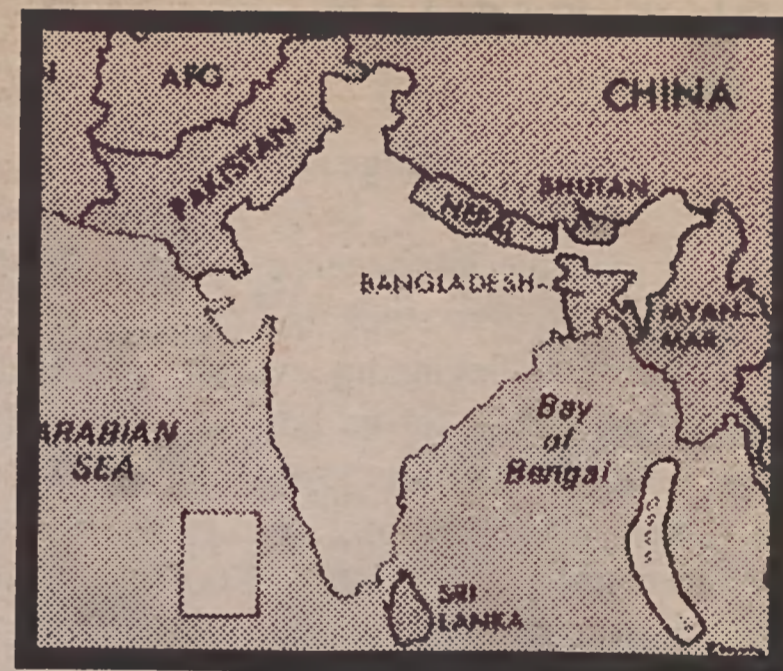 AFG.
CHINA
PAKISTAN
BHUTAN
BANGLADESH
MYAN-
MAR
ARABIAN
SEA
Bay
of
Bengal
SRI
LANKA